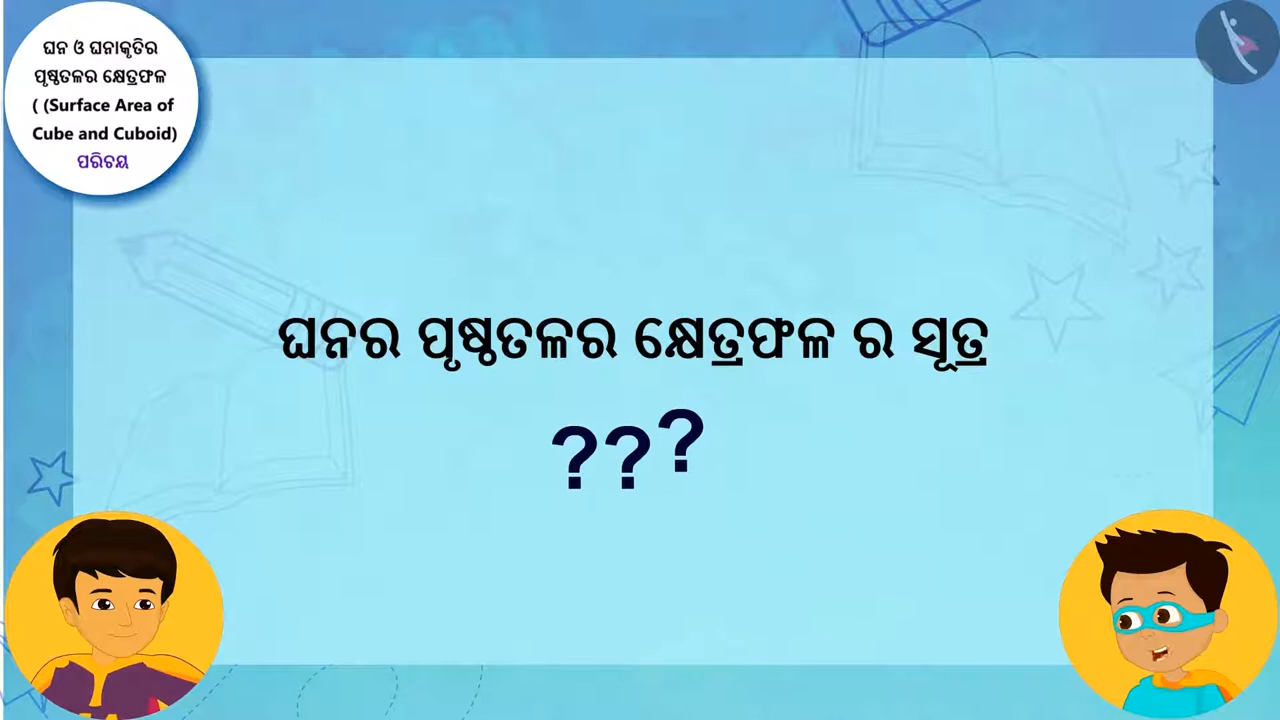 ଘନ ଓ ଘନାକୃତିର
ପୃଷ୍ଠତଳର କ୍ଷେତ୍ରଫଳ
( (Surface Area of
Cube and Cuboid)
ପରିଚୟ
ଘନର ପୃଷ୍ଠତଳର କ୍ଷେତ୍ରଫଳ ର ସୂତ୍ର
???